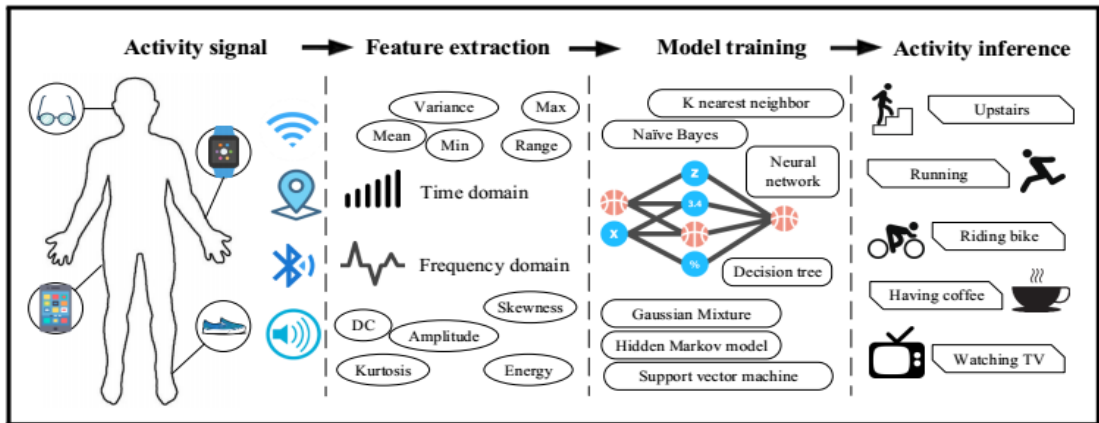 Activity signal
Feature extraction
Model training
Activity inference
Variance
Max
Mean
Min
Range
Time domain
Frequency domain
Skewness
DC
Amplitude
Kurtosis
Energy
K nearest neighbor
Naïve Bayes
Neural
network
Z
3.4
X
%
Decision tree
Gaussian Mixture
Hidden Markov model
Support vector machine
Upstairs
Running
Riding bike
Having coffee
Watching TV